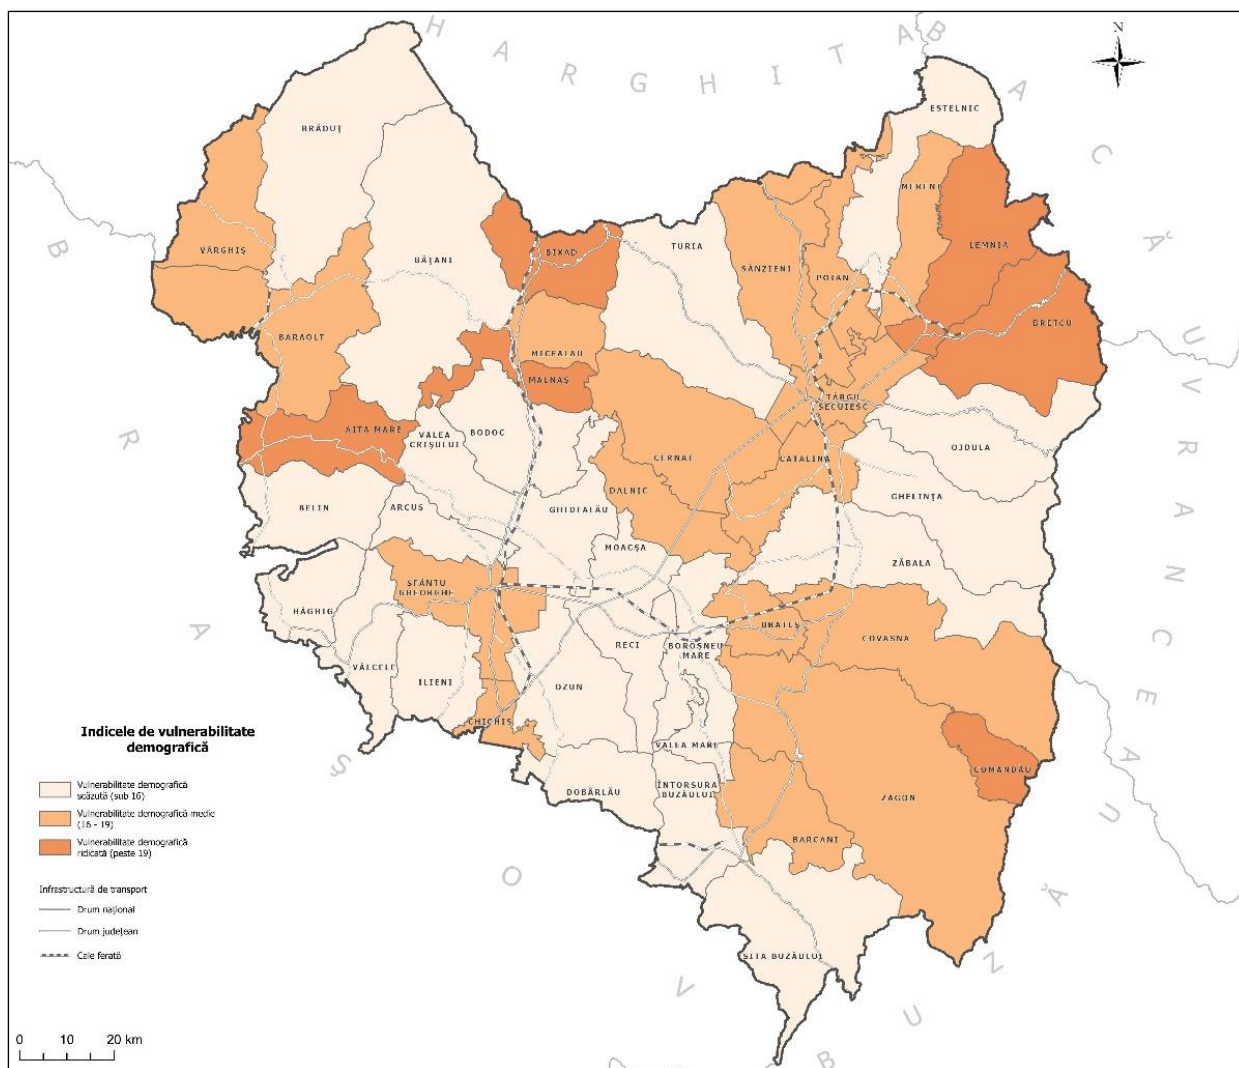 HARGHITA
BACĂU
N
ESTELNIC
BRĂDUȚ
MERENI
LEMNIA
TURIA
VÂRGHIȘ
BIXAD
BĂȚANI
SÂNZIENI
POIAN
BRETCU
BARAOLT
MICFALĂU
MALNAȘ
TÂRGU
SECUIESC
AITA MARE
VALEA
CRIȘULUI
BODOC
CERNAT
CATALINA
OJDULA
DALNIC
GHELINȚA
BELIN
ARCUȘ
GHIDFALĂU
MOACȘA
ZĂBALA
SFÂNTU
GHEORGHE
HĂGHIG
BRATEȘ
COVASNA
VÂLCELE
ILIENI
RECI
BOROȘNEU
MARE
OZUN
CHICHIȘ
VALEA MARE
COMANDĂU
ÎNTORSURA
BUZĂULUI
DOBÂRLĂU
ZAGON
BARCANI
SITA BUZĂULUI
VRANCEA
BRAȘOV
BUZĂU
Indicele de vulnerabilitate
demografică
Vulnerabilitate demografică
scăzută (sub 16)
Vulnerabilitate demografică medie
(16 - 19)
Vulnerabilitate demografică
ridicată (peste 19)
Infrastructură de transport
Drum național
Drum județean
Cale ferată
0 10 20 km